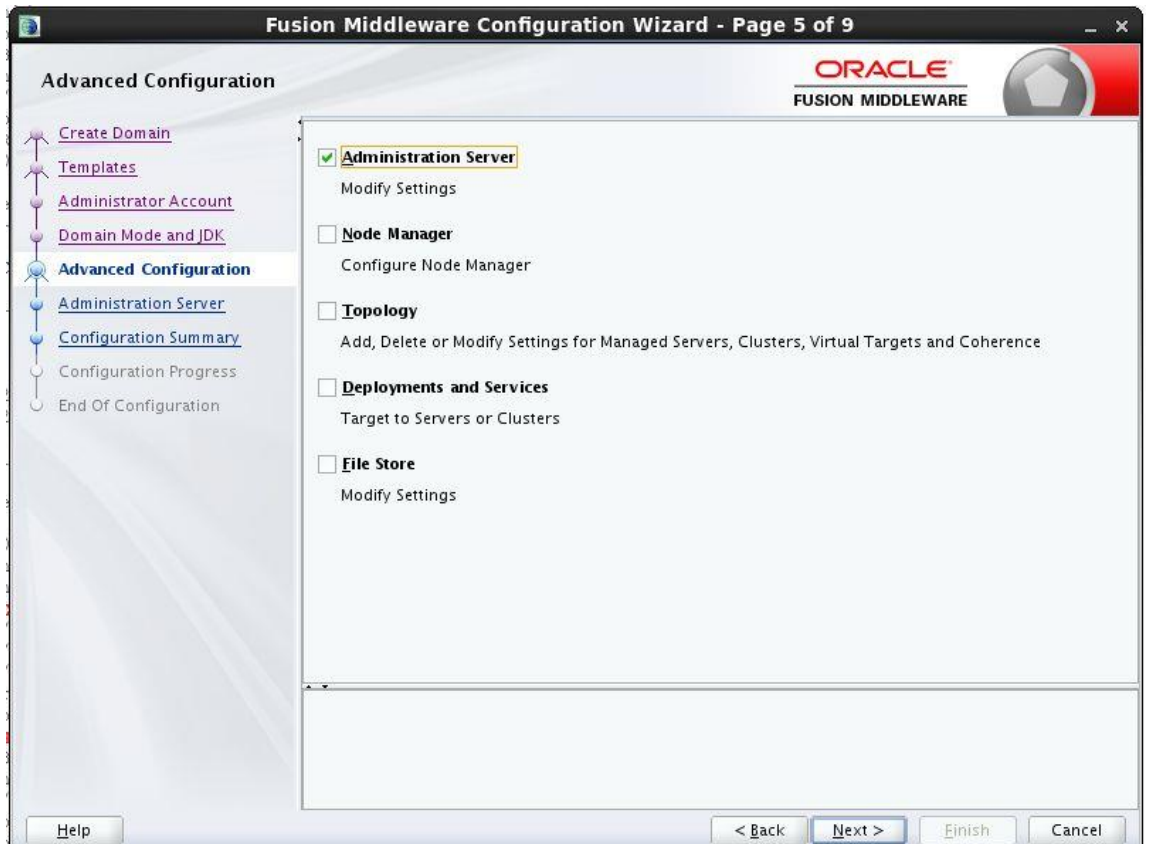 Fusion Middleware Configuration Wizard - Page 5 of 9
Advanced Configuration
ORACLE
FUSION MIDDLEWARE
Create Domain
Templates
Administrator Account
Domain Mode and JDK
Advanced Configuration
Administration Server
Configuration Summary
Configuration Progress
End Of Configuration
Administration Server
Modify Settings
Node Manager
Configure Node Manager
Topology
Add, Delete or Modify Settings for Managed Servers, Clusters, Virtual Targets and Coherence
Deployments and Services
Target to Servers or Clusters
File Store
Modify Settings
Help
< Back
Next >
Finish
Cancel